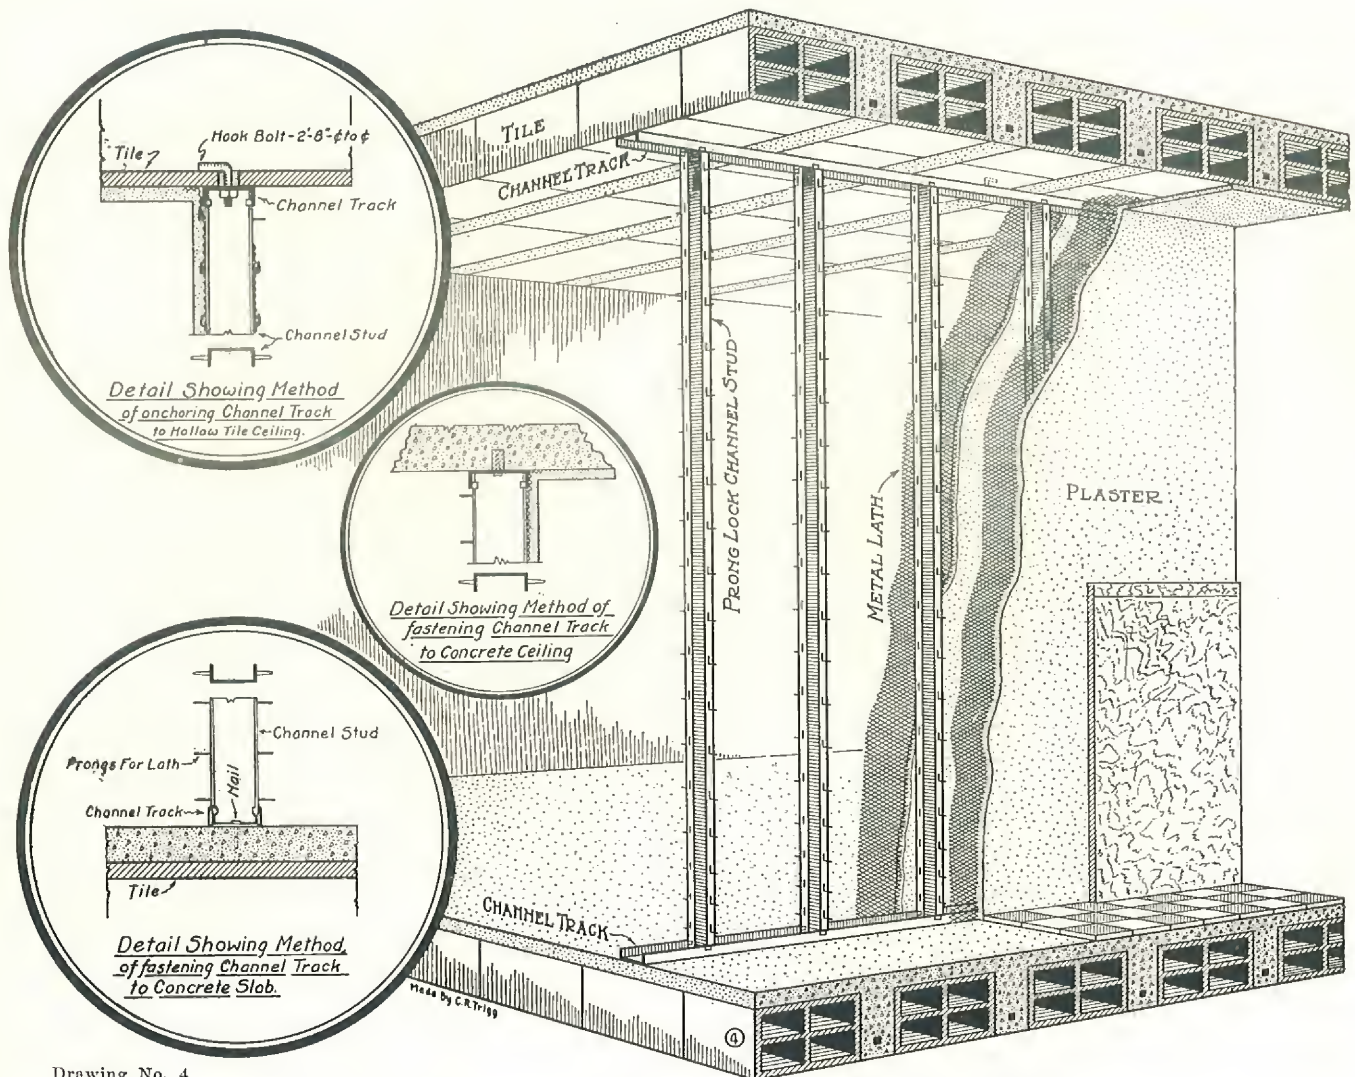 Hook Bolt-2'-8"-¢ to ¢
Tile
Channel Track
Channel Stud
Detail Showing Method
of anchoring Channel Track
to Hollow Tile Ceiling.
TILE
CHANNEL TRACK
PRONG LOCK CHANNEL STUD
METAL LATH
PLASTER
Detail Showing Method of
fastening Channel Track
to Concrete Ceiling
Channel Stud
Prongs For Lath
Nail
Channel Track
Tile
Detail Showing Method
of fastening Channel Track
to Concrete Slab.
CHANNEL TRACK
Made By C.R. Trigg
4
Drawing No. 4